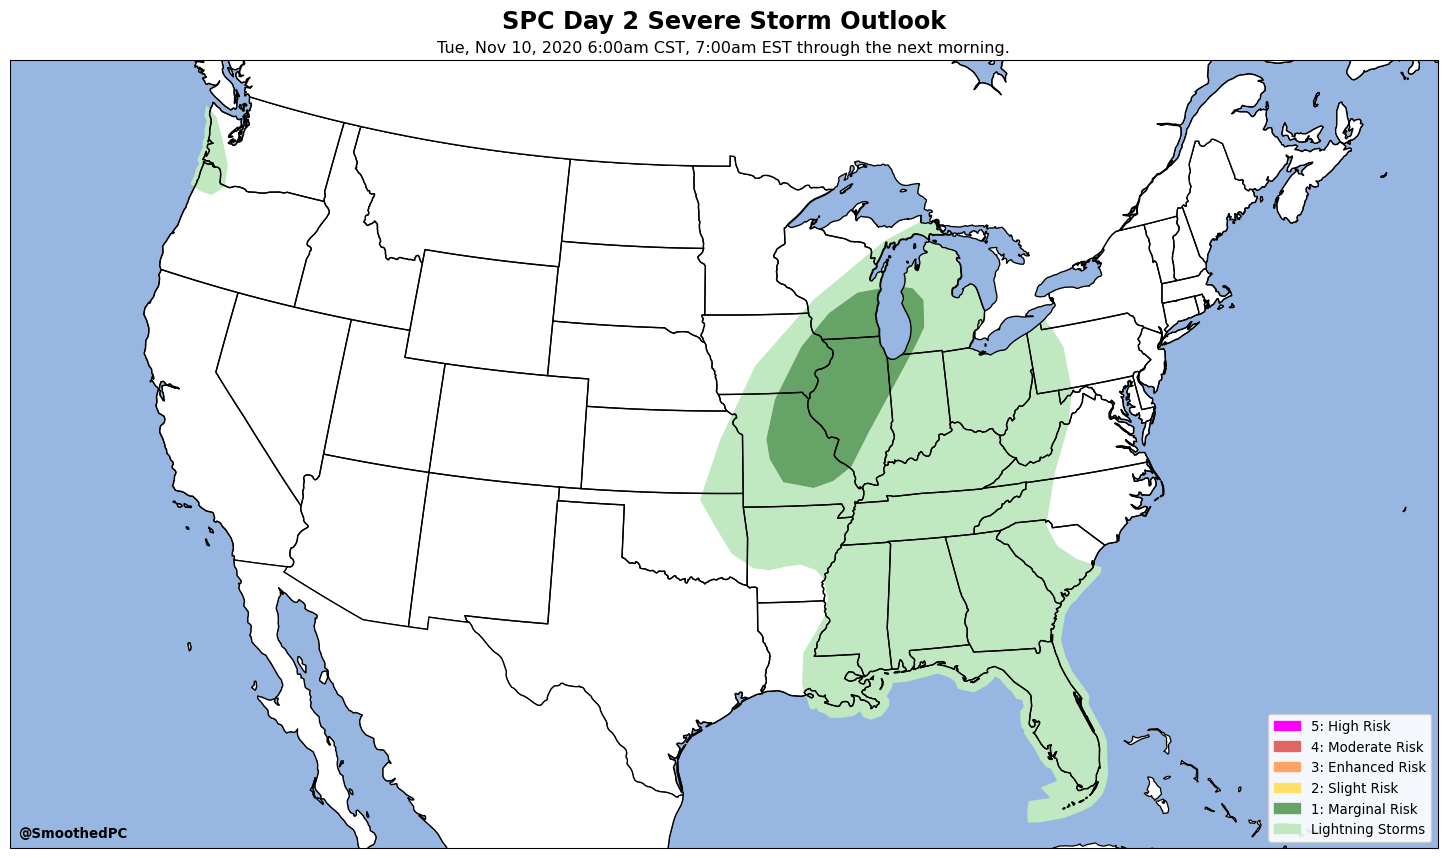 SPC Day 2 Severe Storm Outlook
Tue, Nov 10, 2020 6:00am CST, 7:00am EST through the next morning.
5: High Risk
4: Moderate Risk
3: Enhanced Risk
2: Slight Risk
1: Marginal Risk
Lightning Storms
@SmoothedPC